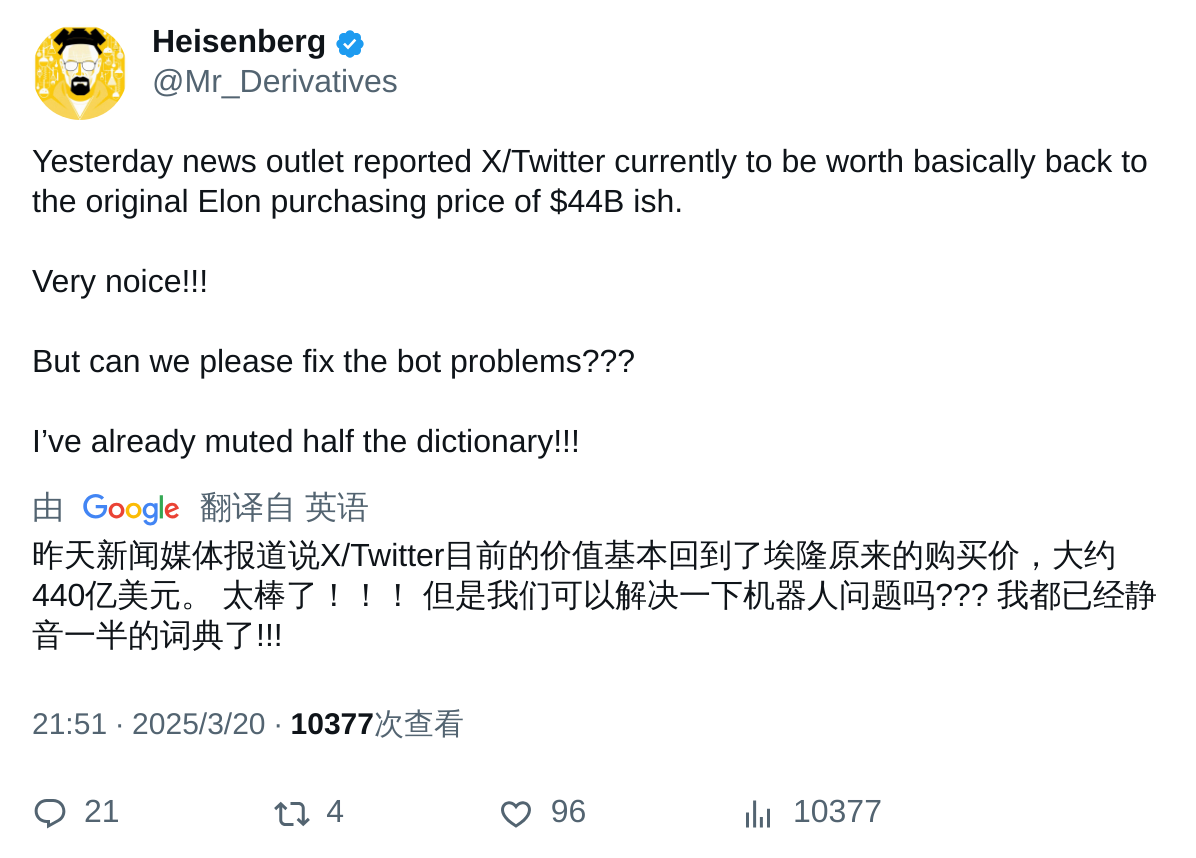 Heisenberg
@Mr_Derivatives
Yesterday news outlet reported X/Twitter currently to be worth basically back to
the original Elon purchasing price of $44B ish.
Very noice!!!
But can we please fix the bot problems???
I’ve already muted half the dictionary!!!
由 Google 翻译自 英语
昨天新闻媒体报道说X/Twitter目前的价值基本回到了埃隆原来的购买价，大约
440亿美元。 太棒了！！！ 但是我们可以解决一下机器人问题吗??? 我都已经静
音一半的词典了!!!
21:51 · 2025/3/20 · 10377次查看
21 4 96 10377